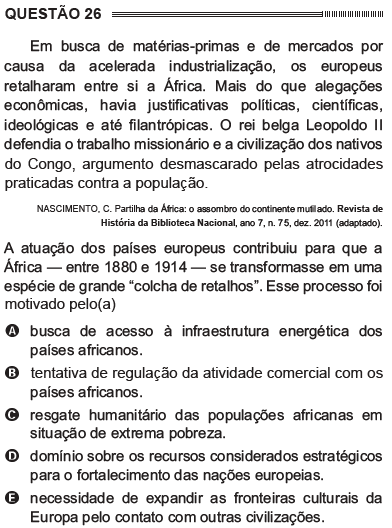 QUESTÃO 26
Em busca de matérias-primas e de mercados por
causa da acelerada industrialização, os europeus
retalharam entre si a África. Mais do que alegações
econômicas, havia justificativas políticas, científicas,
ideológicas e até filantrópicas. O rei belga Leopoldo II
defendia o trabalho missionário e a civilização dos nativos
do Congo, argumento desmascarado pelas atrocidades
praticadas contra a população.
NASCIMENTO, C. Partilha da África: o assombro do continente mutilado. Revista de
História da Biblioteca Nacional, ano 7, n. 75, dez. 2011 (adaptado).
A atuação dos países europeus contribuiu para que a
África — entre 1880 e 1914 — se transformasse em uma
espécie de grande “colcha de retalhos”. Esse processo foi
motivado pelo(a)
A busca de acesso à infraestrutura energética dos
países africanos.
B tentativa de regulação da atividade comercial com os
países africanos.
C resgate humanitário das populações africanas em
situação de extrema pobreza.
D domínio sobre os recursos considerados estratégicos
para o fortalecimento das nações europeias.
E necessidade de expandir as fronteiras culturais da
Europa pelo contato com outras civilizações.